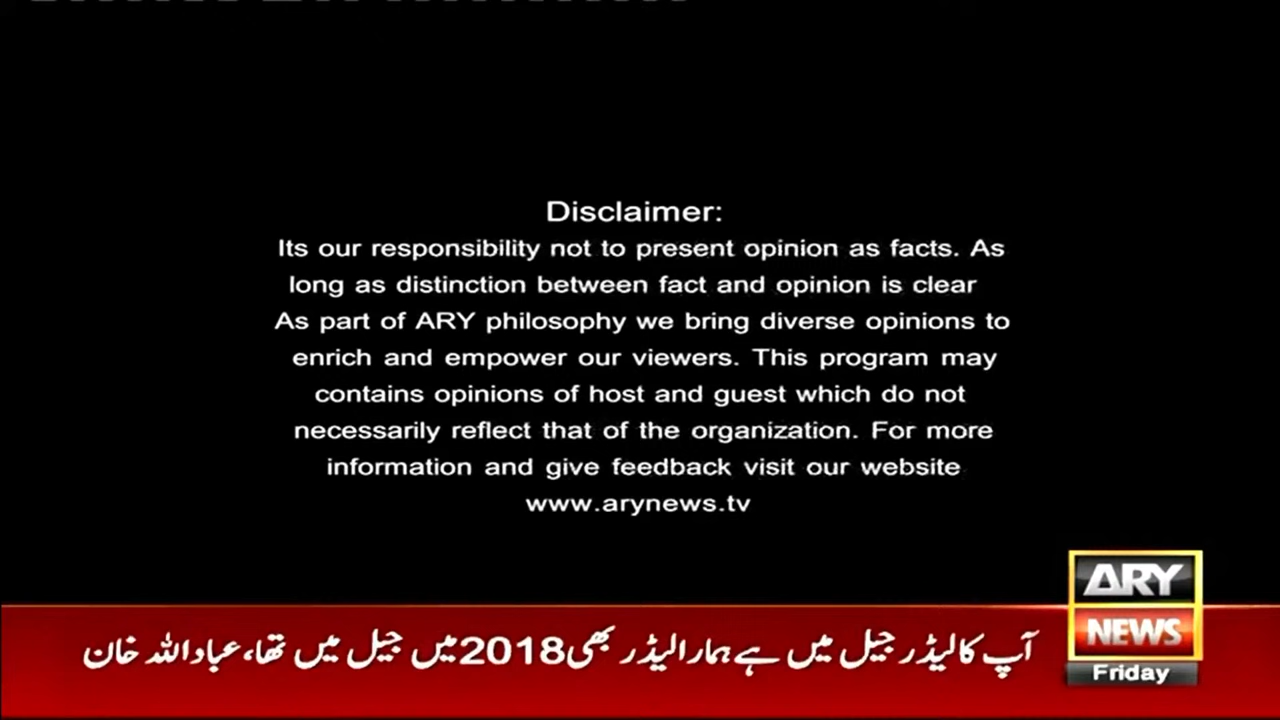 Disclaimer:
Its our responsibility not to present opinion as facts. As
long as distinction between fact and opinion is clear
As part of ARY philosophy we bring diverse opinions to
enrich and empower our viewers. This program may
contains opinions of host and guest which do not
necessarily reflect that of the organization. For more
information and give feedback visit our website
www.arynews.tv
ARY
NEWS
Friday
آپ کا لیڈر جیل میں ہے ہمارا لیڈر بھی 2018 میں جیل میں تھا، عباداللہ خان